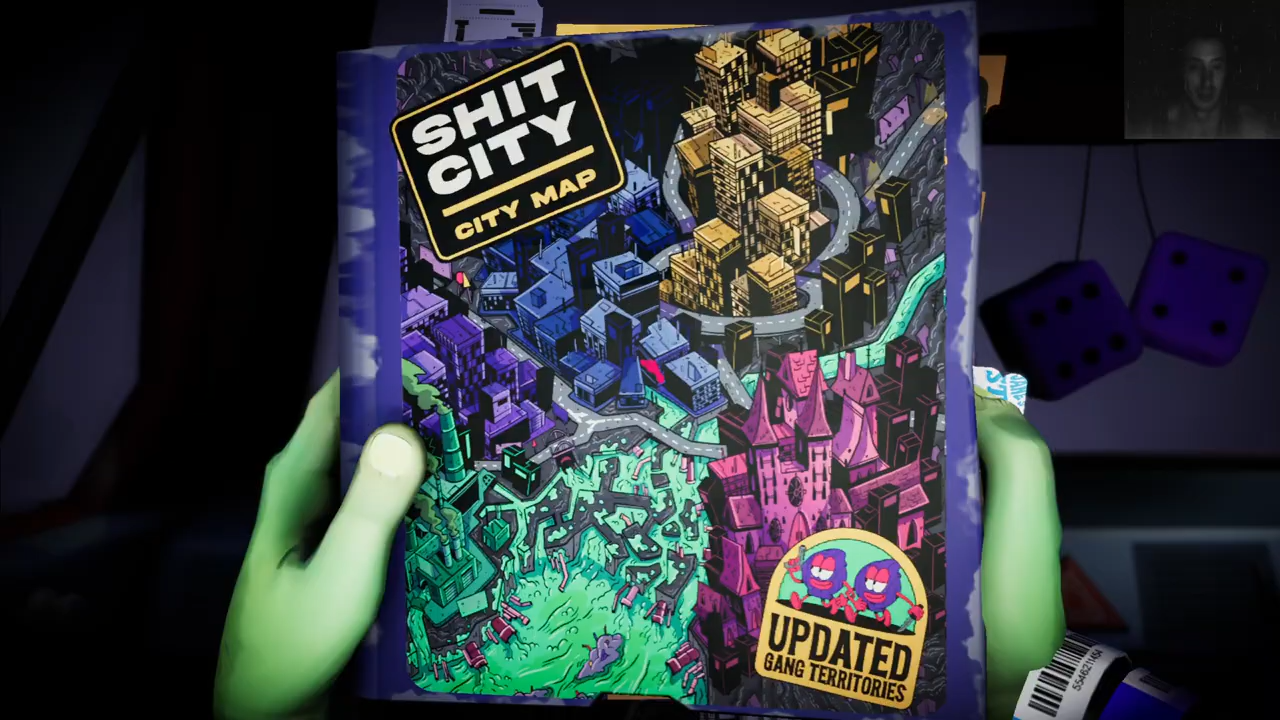 SHIT
CITY
CITY MAP
UPDATED
GANG TERRITORIES